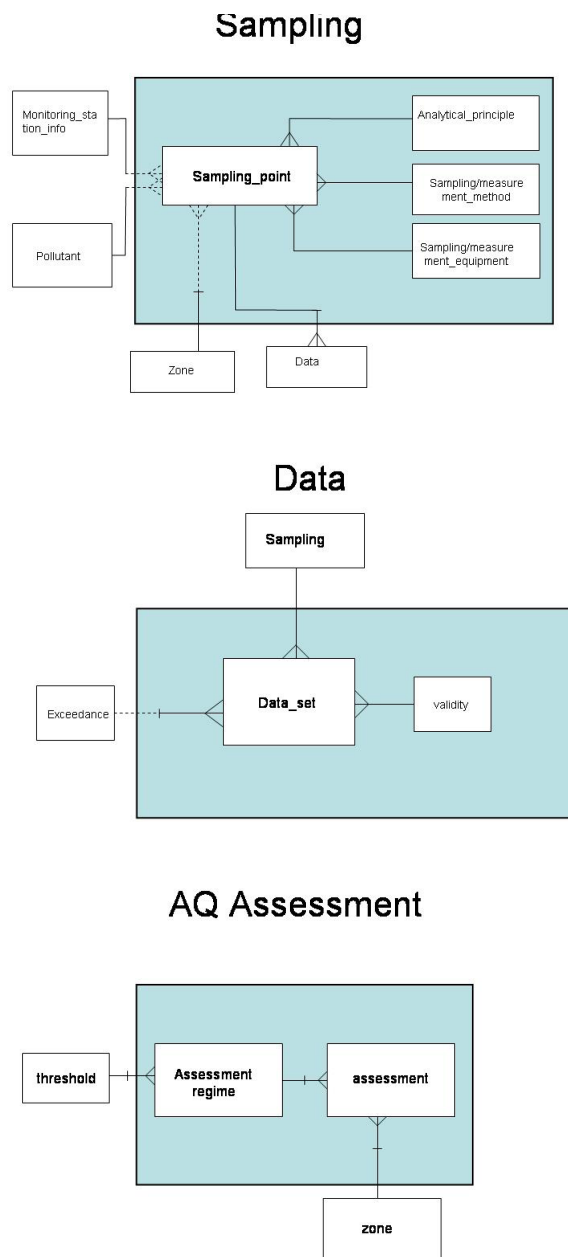 Sampling
Monitoring_sta
tion_info
Analytical_principle
Sampling_point
Sampling/measure
ment_method
Pollutant
Sampling/measure
ment_equipment
Zone
Data
Data
Sampling
Exceedance
Data_set
validity
AQ Assessment
threshold
Assessment
regime
assessment
zone